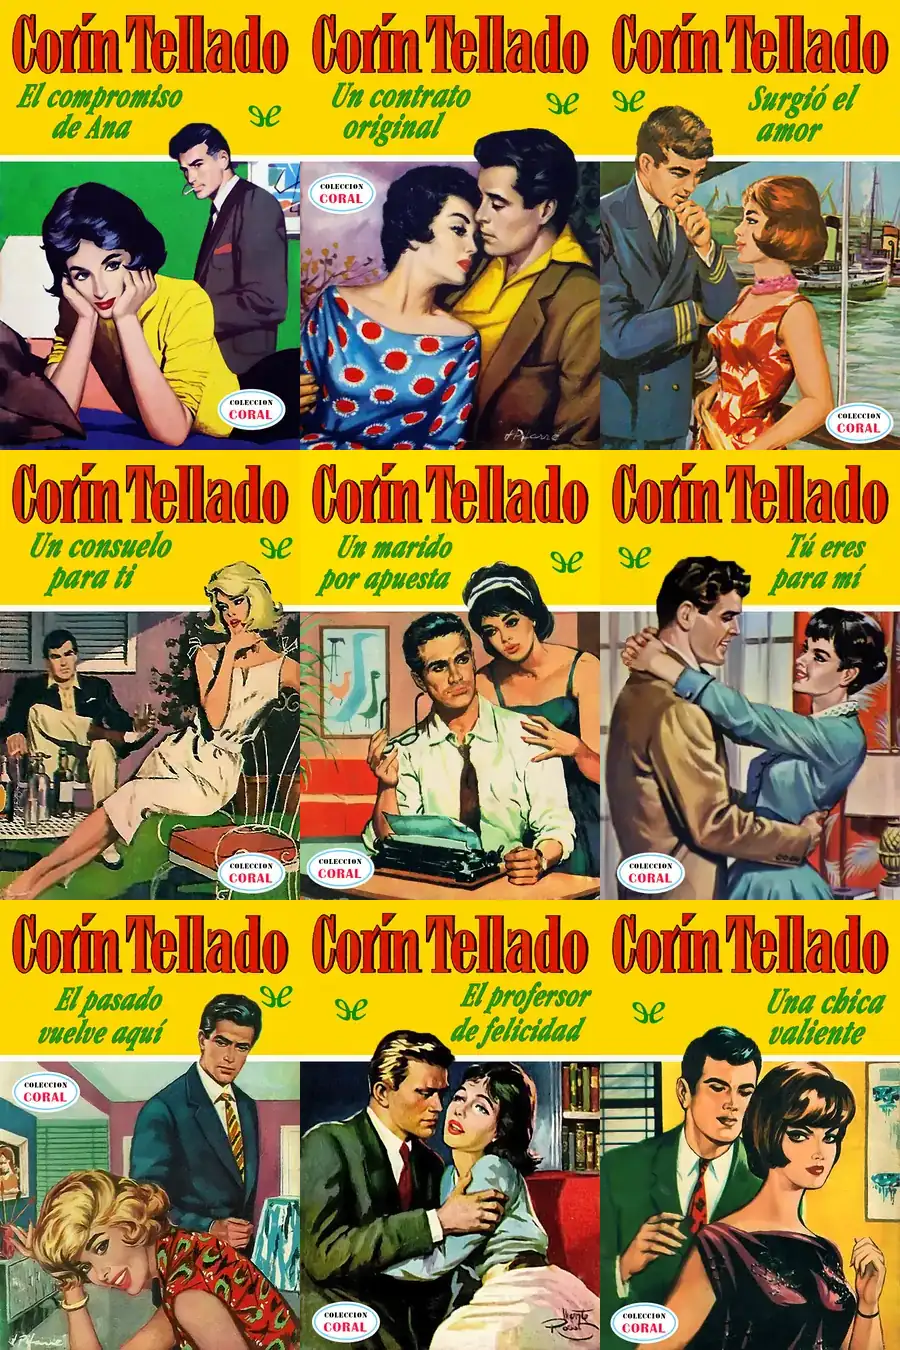 Corín Tellado
El compromiso
de Ana
COLECCION
CORAL
Corín Tellado
Un contrato
original
COLECCION
CORAL
Corín Tellado
Surgió el
amor
COLECCION
CORAL
Corín Tellado
Un consuelo
para ti
COLECCION
CORAL
Corín Tellado
Un marido
por apuesta
COLECCION
CORAL
Corín Tellado
Tú eres
para mí
COLECCION
CORAL
Corín Tellado
El pasado
vuelve aquí
COLECCION
CORAL
Corín Tellado
El profersor
de felicidad
COLECCION
CORAL
Corín Tellado
Una chica
valiente
COLECCION
CORAL